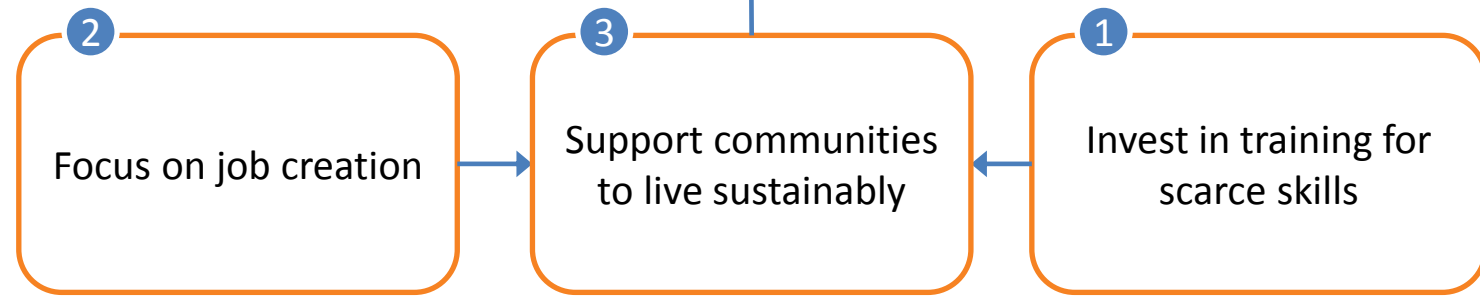 2
Focus on job creation
3
Support communities
to live sustainably
1
Invest in training for
scarce skills